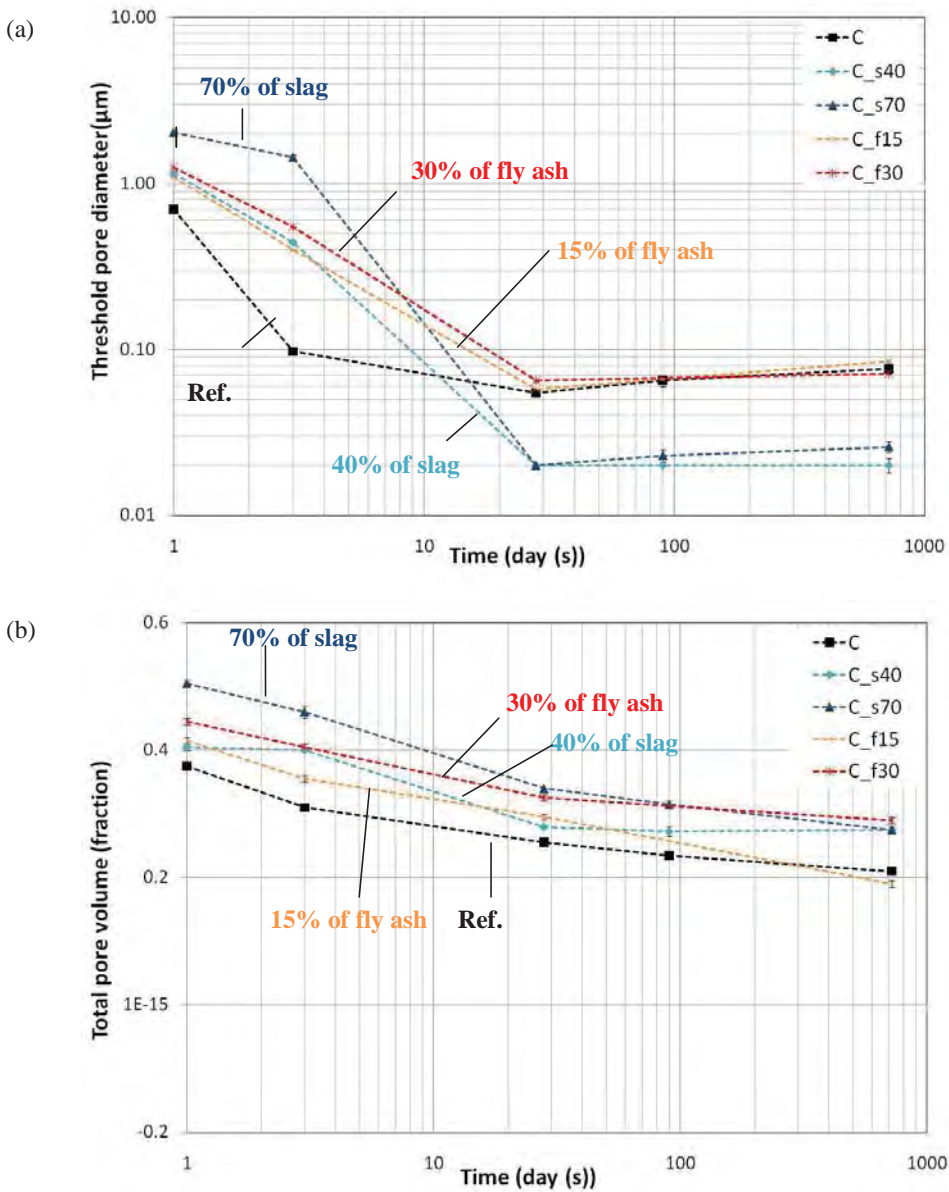 (a)
10.00
1.00
0.10
0.01
Threshold pore diameter(µm)
70% of slag
30% of fly ash
15% of fly ash
Ref.
40% of slag
C
C_s40
C_s70
C_f15
C_f30
1
10
100
1000
Time (day (s))
(b)
0.6
0.4
0.2
1E-15
-0.2
Total pore volume (fraction)
70% of slag
30% of fly ash
40% of slag
15% of fly ash
Ref.
C
C_s40
C_s70
C_f15
C_f30
1
10
100
1000
Time (day (s))